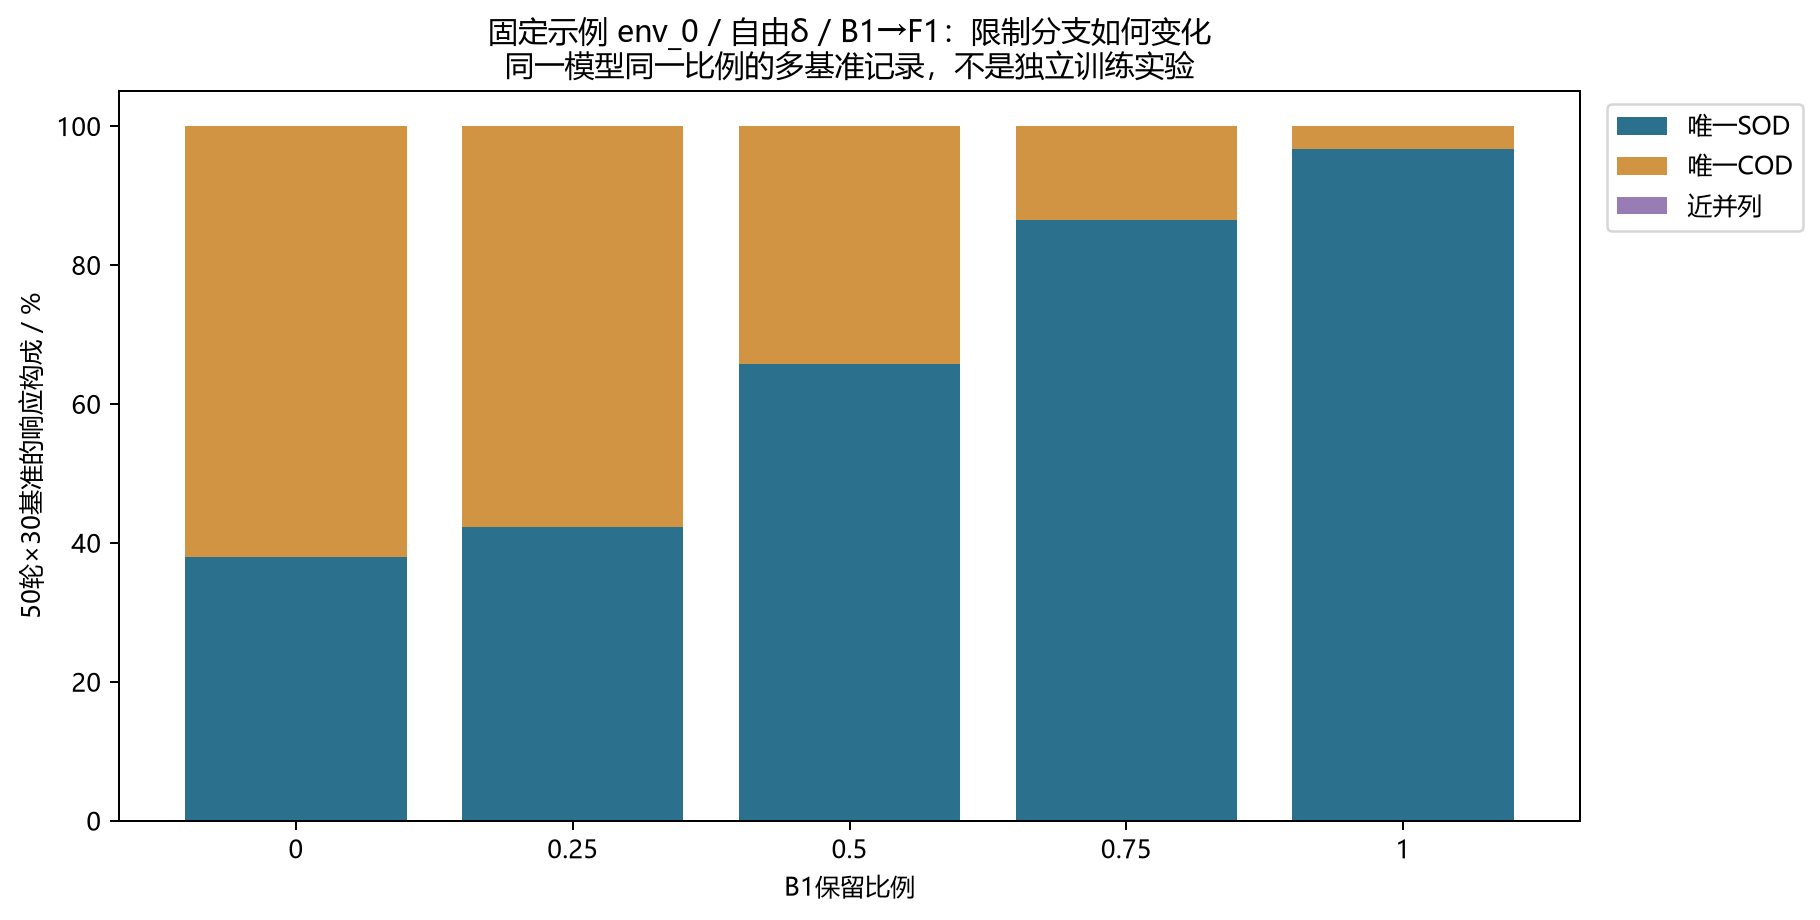 固定示例 env_0 / 自由δ / B1→F1：限制分支如何变化
同一模型同一比例的多基准记录，不是独立训练实验
唯一SOD
唯一COD
近并列
50轮×30基准的响应构成 / %
100
80
60
40
20
0
0
0.25
0.5
0.75
1
B1保留比例